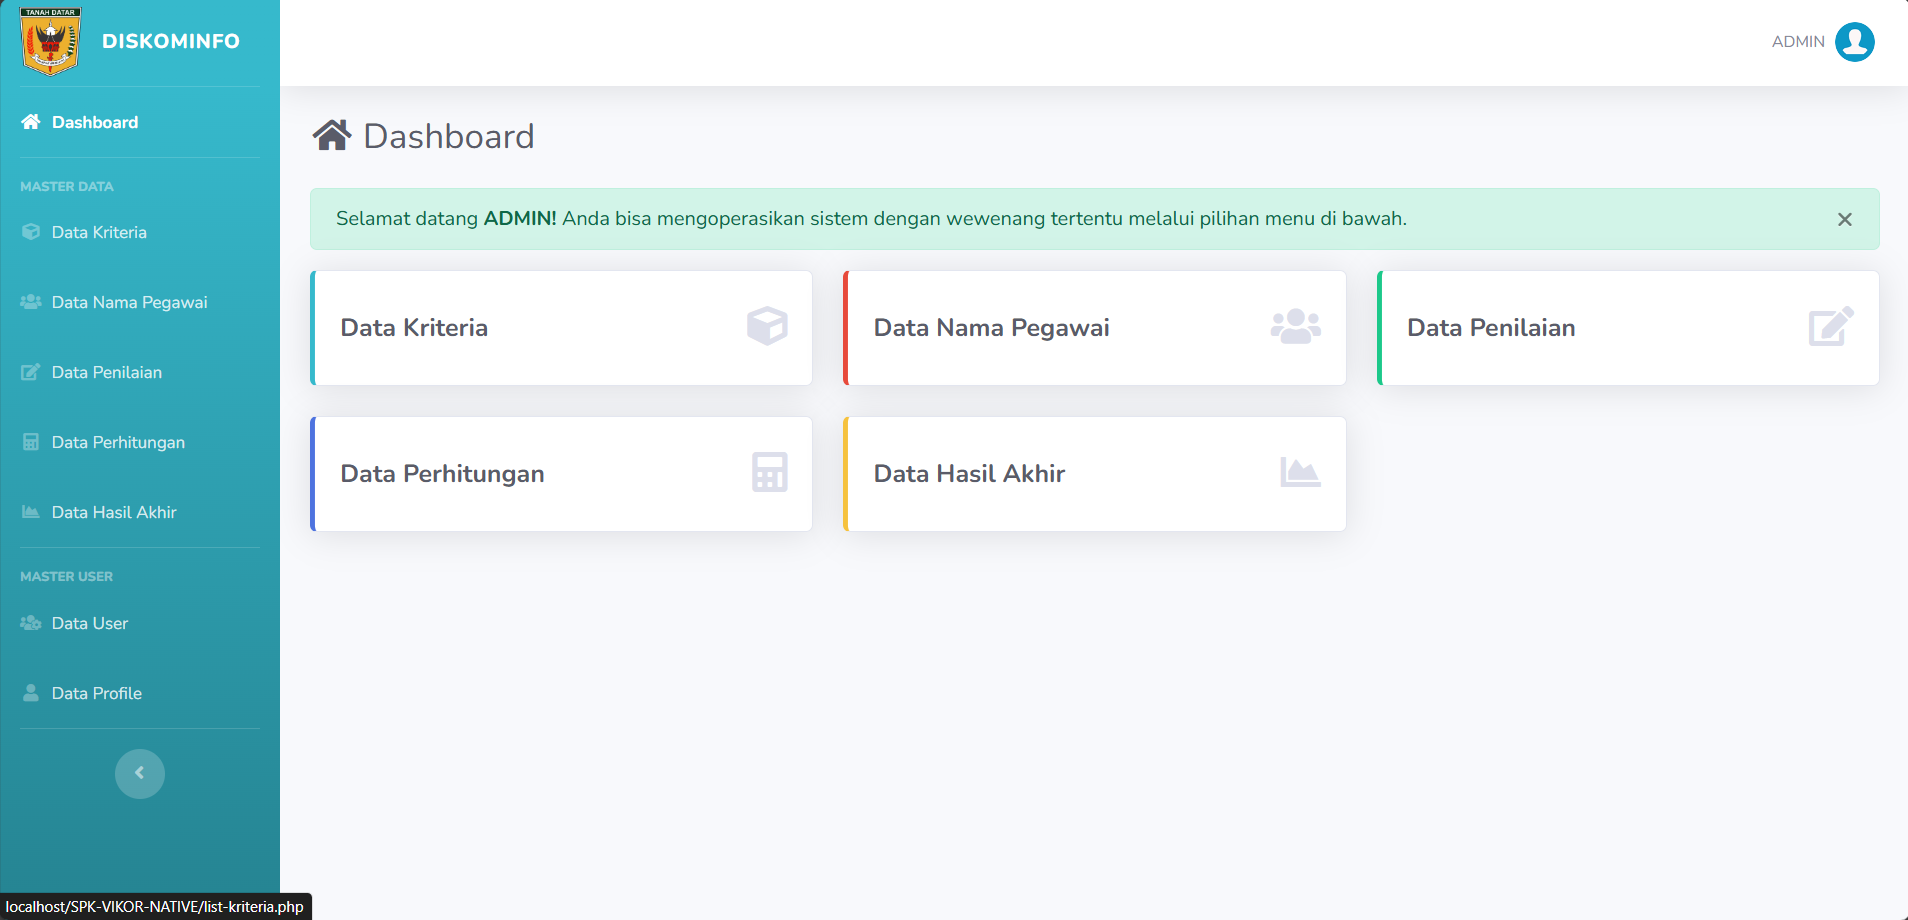 TANAH DATAR
DISKOMINFO
ADMIN
Dashboard
MASTER DATA
Data Kriteria
Data Nama Pegawai
Data Penilaian
Data Perhitungan
Data Hasil Akhir
MASTER USER
Data User
Data Profile
Dashboard
Selamat datang ADMIN! Anda bisa mengoperasikan sistem dengan wewenang tertentu melalui pilihan menu di bawah.
Data Kriteria
Data Nama Pegawai
Data Penilaian
Data Perhitungan
Data Hasil Akhir
localhost/SPK-VIKOR-NATIVE/list-kriteria.php